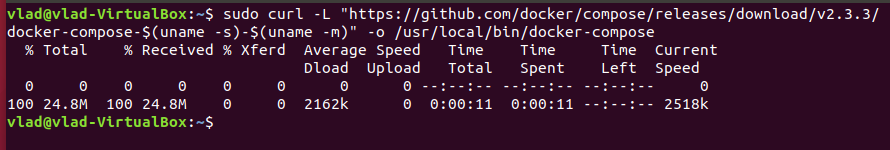 vlad@vlad-VirtualBox:~$ sudo curl -L "https://github.com/docker/compose/releases/download/v2.3.3/
docker-compose-$(uname -s)-$(uname -m)" -o /usr/local/bin/docker-compose
  % Total    % Received % Xferd  Average Speed   Time    Time     Time  Current
                                 Dload  Upload   Total   Spent    Left  Speed
  0     0    0     0    0     0      0      0 --:--:-- --:--:-- --:--:--     0
100 24.8M  100 24.8M    0     0  2162k      0  0:00:11  0:00:11 --:--:-- 2518k
vlad@vlad-VirtualBox:~$